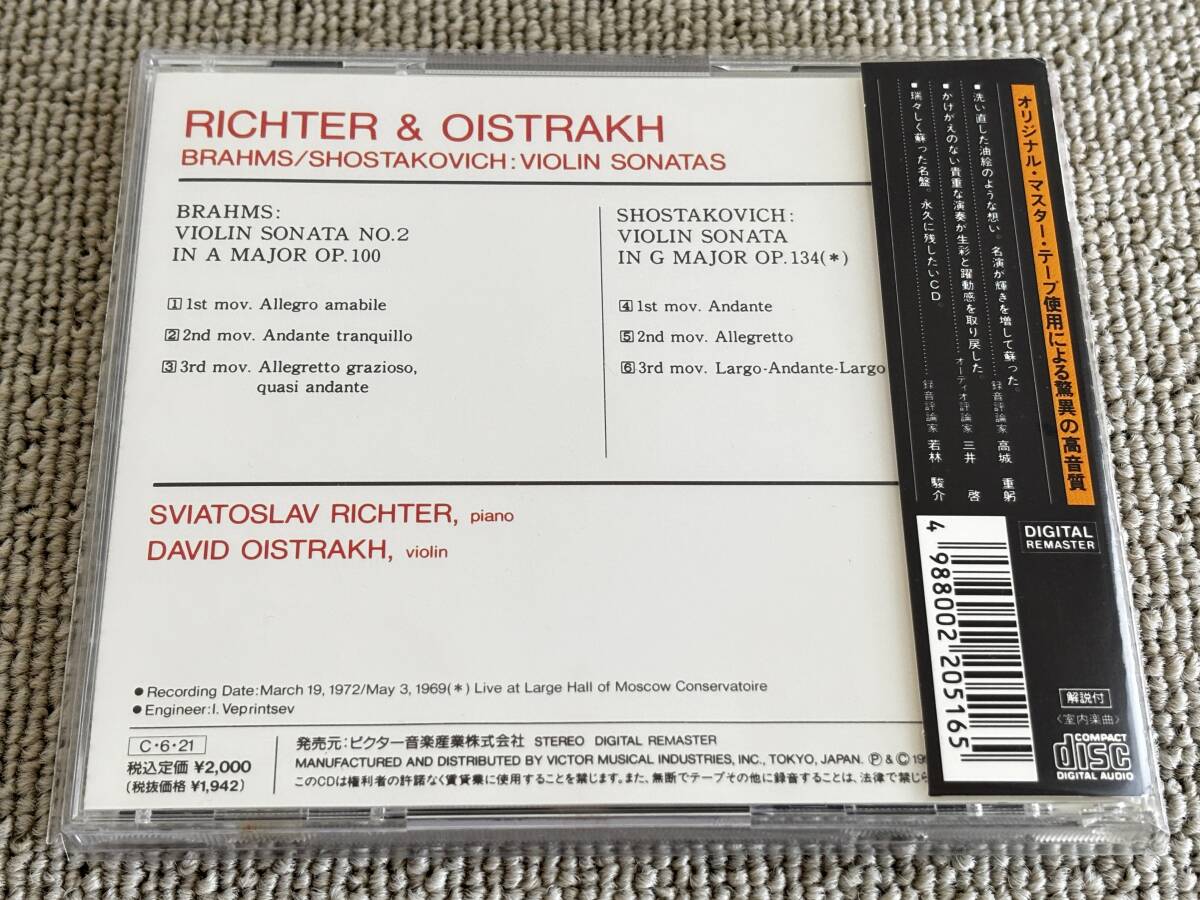 RICHTER & OISTRAKH
BRAHMS/SHOSTAKOVICH: VIOLIN SONATAS
BRAHMS:
VIOLIN SONATA NO.2
IN A MAJOR OP.100
1 1st mov. Allegro amabile
2 2nd mov. Andante tranquillo
3 3rd mov. Allegretto grazioso,
quasi andante
SHOSTAKOVICH:
VIOLIN SONATA
IN G MAJOR OP.134(*)
4 1st mov. Andante
5 2nd mov. Allegretto
6 3rd mov. Largo-Andante-Largo
SVIATOSLAV RICHTER, piano
DAVID OISTRAKH, violin
● Recording Date: March 19, 1972/May 3, 1969(*) Live at Large Hall of Moscow Conservatoire
● Engineer: I. Veprintsev
C・6・21
税込定価 ¥2,000
(税抜価格 ¥1,942)
発売元:ビクター音楽産業株式会社 STEREO DIGITAL REMASTER
MANUFACTURED AND DISTRIBUTED BY VICTOR MUSICAL INDUSTRIES, INC., TOKYO, JAPAN. Ⓟ & Ⓒ 19
このCDは権利者の許諾なく賃貸業に使用することを禁じます。また、無断でテープその他に録音することは、法律で禁じら
オリジナル・マスター・テープ使用による驚異の高音質
■洗い直した油絵のような想い。名演が輝きを増して蘇った。………録音評論家 高城 重躬
■かけがえのない貴重な演奏が生彩と躍動感を取り戻した。…オーディオ評論家 三井 啓
■瑞々しく蘇った名盤。永久に残したいCD。………録音評論家 若林 駿介
DIGITAL
REMASTER
4 988002 205165
解説付
〈室内楽曲〉
COMPACT
disc
DIGITAL AUDIO